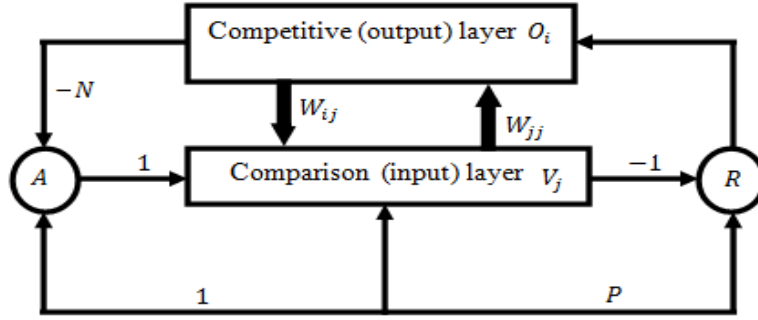 Competitive (output) layer O_i
-N
W_ij
W_jj
A
1
Comparison (input) layer V_j
-1
R
1
P